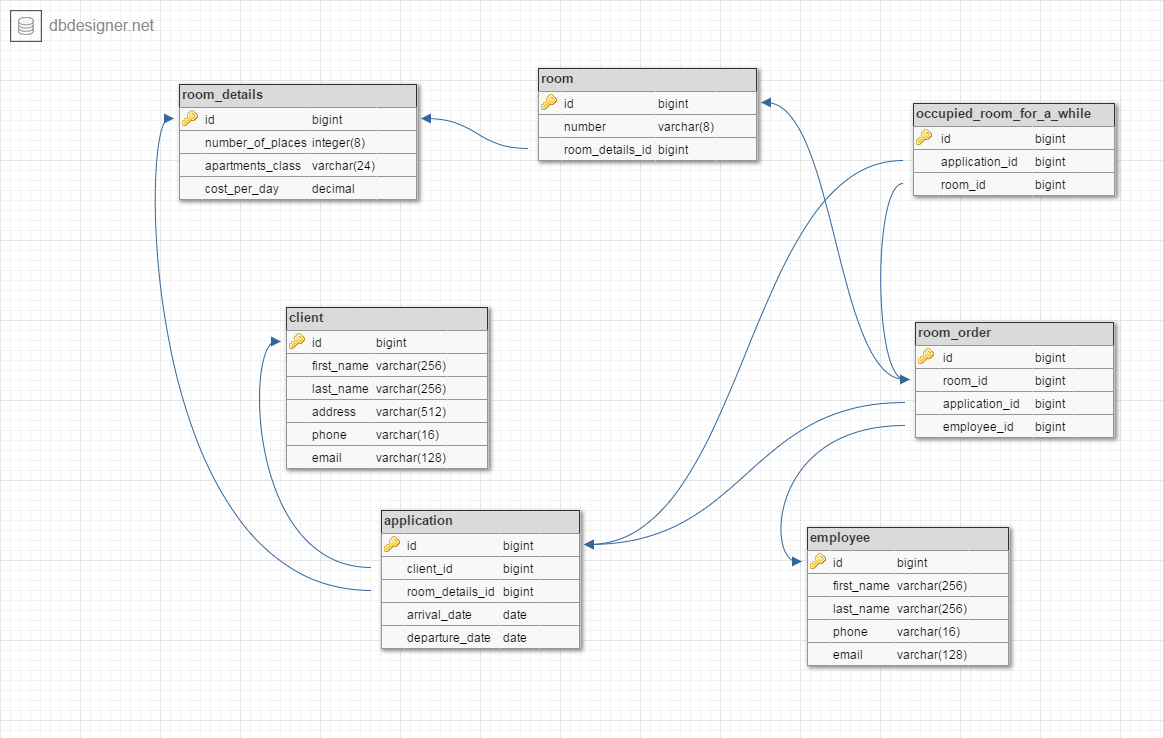 dbdesigner.net
room_details
id bigint
number_of_places integer(8)
apartments_class varchar(24)
cost_per_day decimal
room
id bigint
number varchar(8)
room_details_id bigint
occupied_room_for_a_while
id bigint
application_id bigint
room_id bigint
client
id bigint
first_name varchar(256)
last_name varchar(256)
address varchar(512)
phone varchar(16)
email varchar(128)
room_order
id bigint
room_id bigint
application_id bigint
employee_id bigint
application
id bigint
client_id bigint
room_details_id bigint
arrival_date date
departure_date date
employee
id bigint
first_name varchar(256)
last_name varchar(256)
phone varchar(16)
email varchar(128)